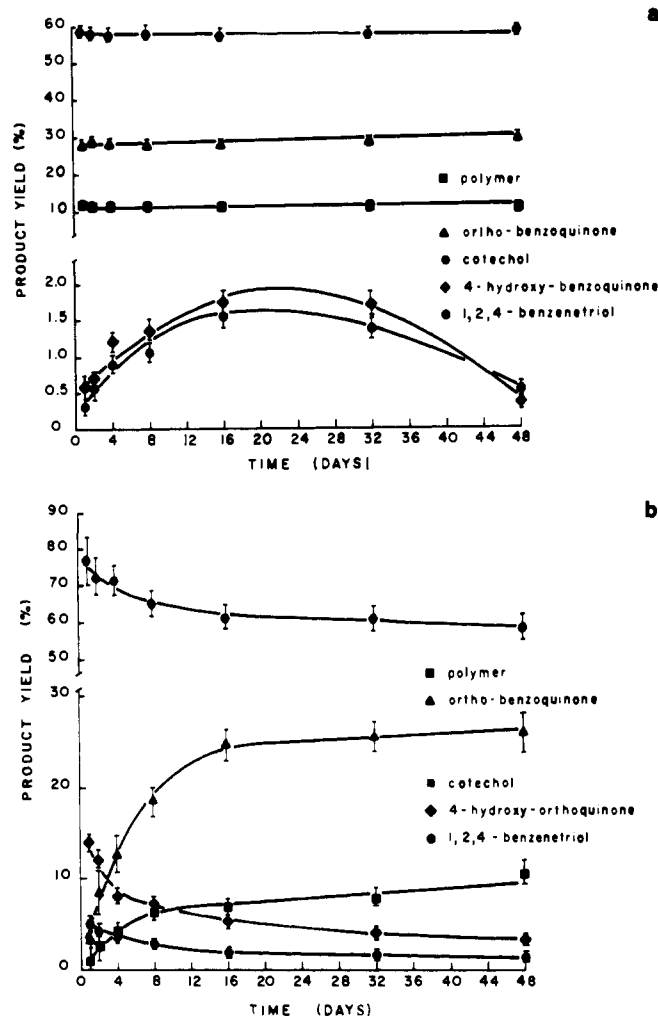 a
60
50
40
30
20
10
2.0
1.5
1.0
0.5
0
PRODUCT YIELD (%)
■ polymer
▲ ortho-benzoquinone
● catechol
◆ 4-hydroxy-benzoquinone
● 1,2,4-benzenetriol
0 4 8 12 16 20 24 28 32 36 40 44 48
TIME (DAYS)
b
90
80
70
60
50
30
20
10
0
PRODUCT YIELD (%)
■ polymer
▲ ortho-benzoquinone
■ catechol
◆ 4-hydroxy-orthoquinone
● 1,2,4-benzenetriol
0 4 8 12 16 20 24 28 32 36 40 44 48
TIME (DAYS)